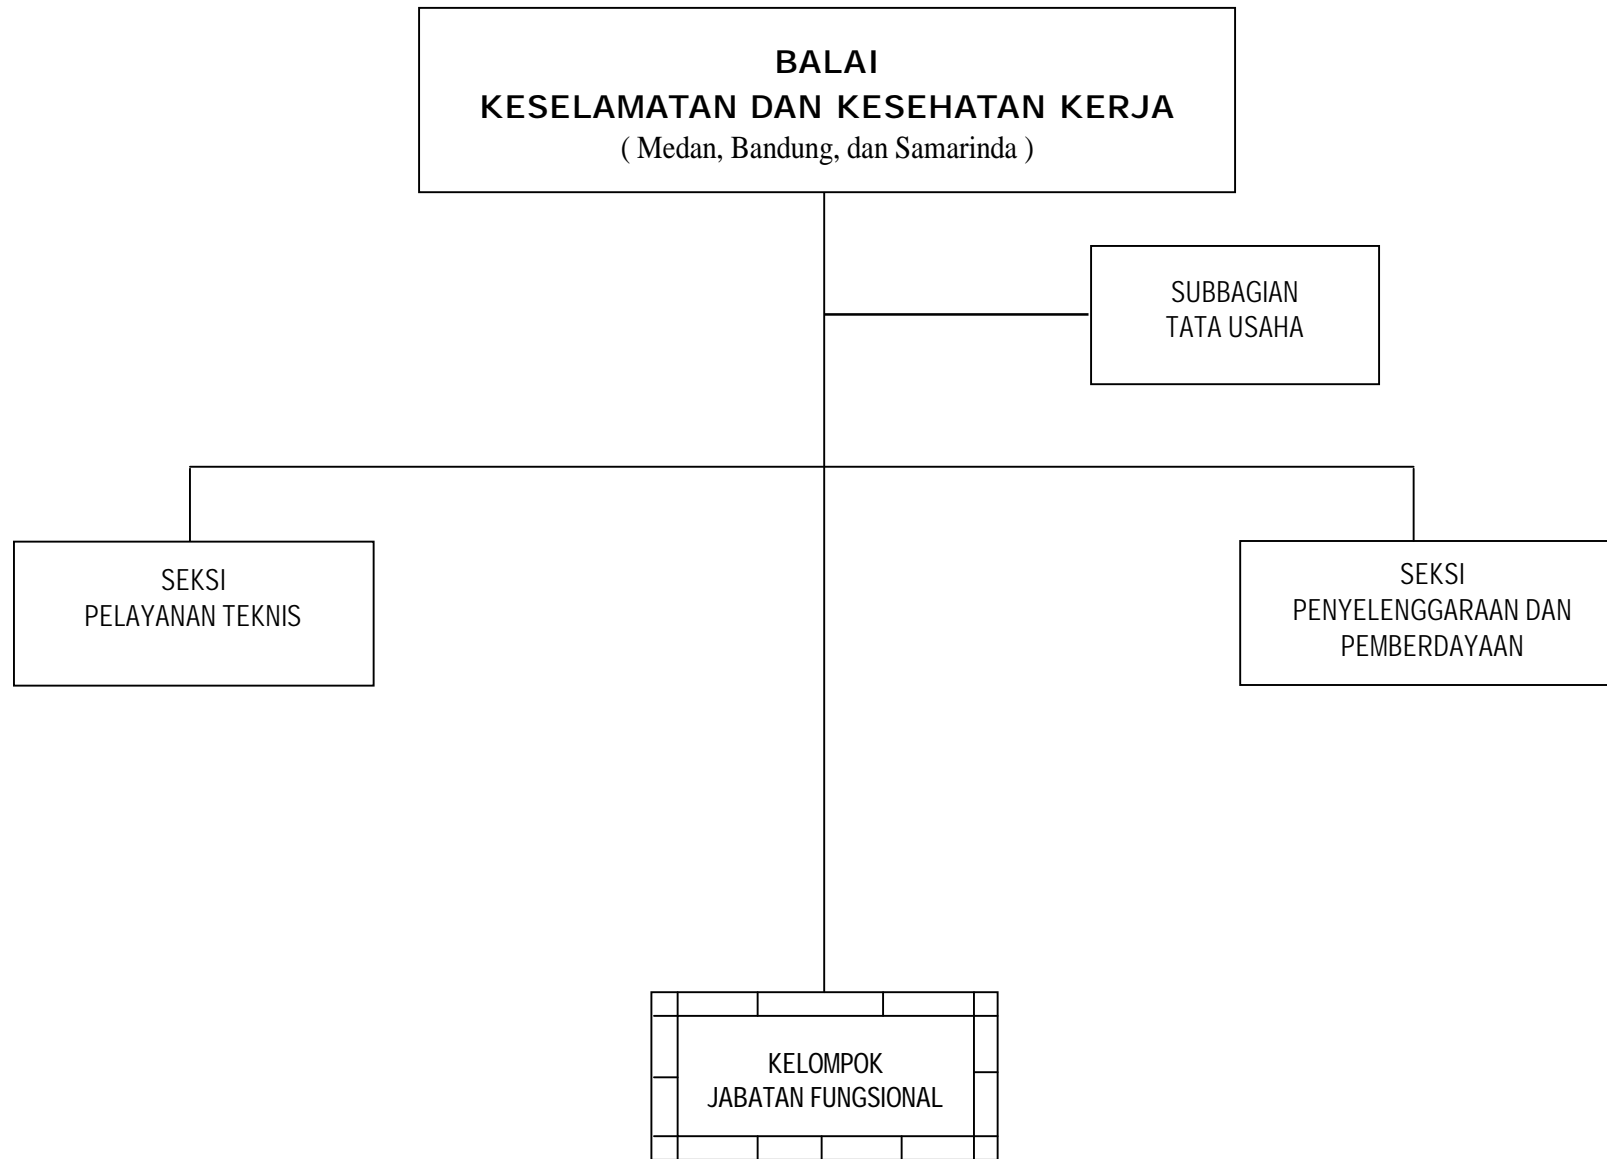 BALAI
KESELAMATAN DAN KESEHATAN KERJA
( Medan, Bandung, dan Samarinda )
SUBBAGIAN
TATA USAHA
SEKSI
PELAYANAN TEKNIS
SEKSI
PENYELENGGARAAN DAN
PEMBERDAYAAN
KELOMPOK
JABATAN FUNGSIONAL